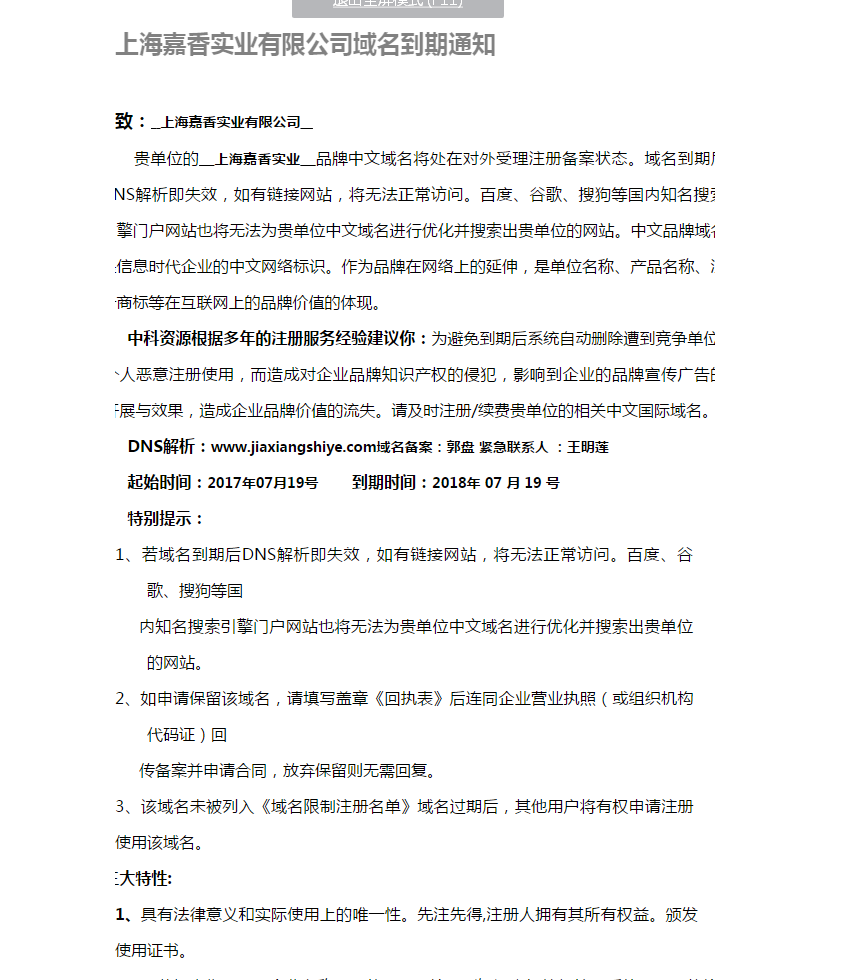 退出全屏模式 (F11)
上海嘉香实业有限公司域名到期通知
致：__上海嘉香实业有限公司__
贵单位的__上海嘉香实业__品牌中文域名将处在对外受理注册备案状态。域名到期
NS解析即失效，如有链接网站，将无法正常访问。百度、谷歌、搜狗等国内知名搜
擎门户网站也将无法为贵单位中文域名进行优化并搜索出贵单位的网站。中文品牌域
信息时代企业的中文网络标识。作为品牌在网络上的延伸，是单位名称、产品名称、
商标等在互联网上的品牌价值的体现。
中科资源根据多年的注册服务经验建议你：为避免到期后系统自动删除遭到竞争单位
人恶意注册使用，而造成对企业品牌知识产权的侵犯，影响到企业的品牌宣传广告
展与效果，造成企业品牌价值的流失。请及时注册/续费贵单位的相关中文国际域名。
DNS解析：www.jiaxiangshiye.com域名备案：郭盘 紧急联系人 ：王明莲
起始时间：2017年07月19号 到期时间：2018年 07 月 19 号
特别提示：
1、若域名到期后DNS解析即失效，如有链接网站，将无法正常访问。百度、谷
歌、搜狗等国
内知名搜索引擎门户网站也将无法为贵单位中文域名进行优化并搜索出贵单位
的网站。
2、如申请保留该域名，请填写盖章《回执表》后连同企业营业执照（或组织机构
代码证）回
传备案并申请合同，放弃保留则无需回复。
3、该域名未被列入《域名限制注册名单》域名过期后，其他用户将有权申请注册
使用该域名。
大特性:
1、具有法律意义和实际使用上的唯一性。先注先得,注册人拥有其所有权益。颁发
使用证书。